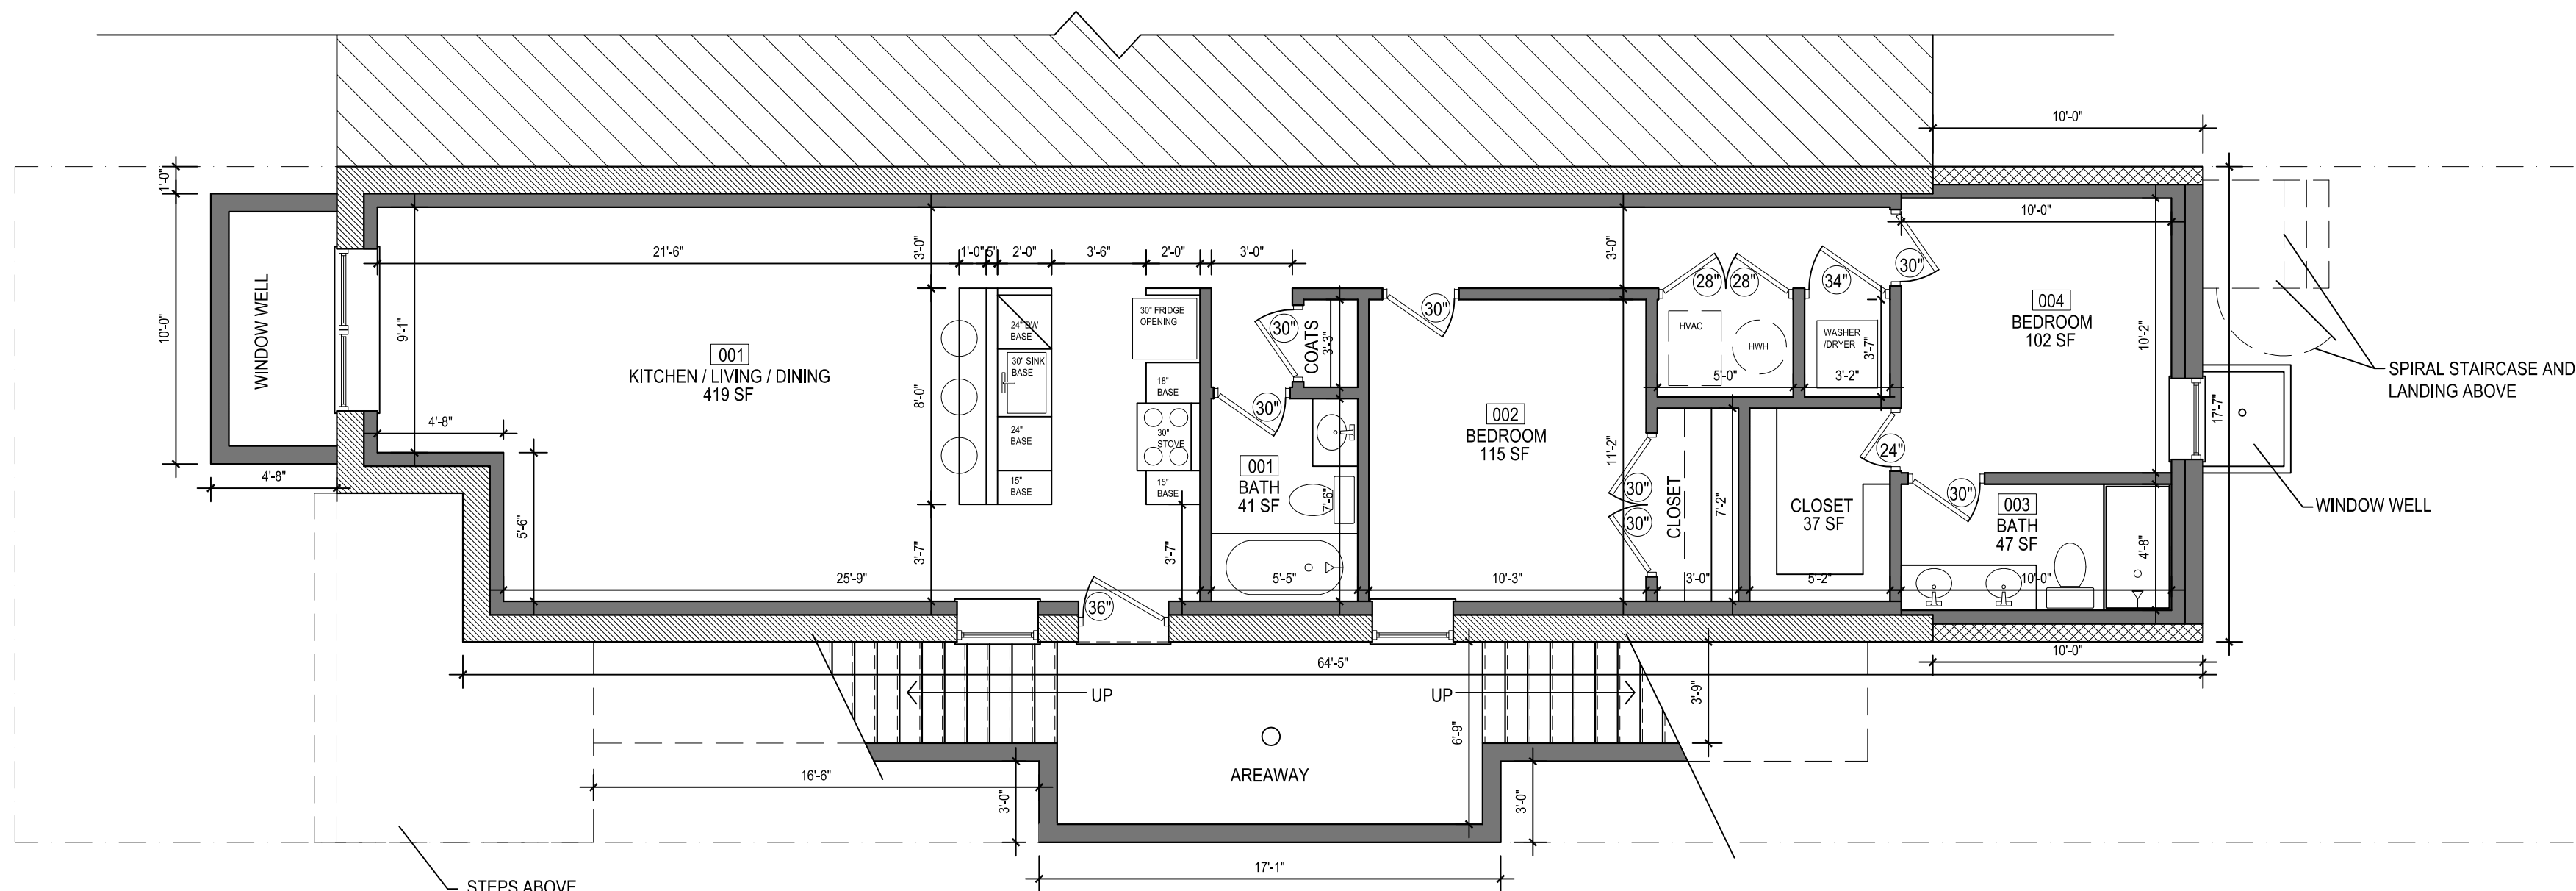 10'-0"
1'-0"
10'-0"
21'-6"
3'-0"
1'-0"
5"
2'-0"
3'-6"
2'-0"
3'-0"
3'-0"
28"
28"
34"
30"
WINDOW WELL
10'-0"
9'-1"
001
KITCHEN / LIVING / DINING
419 SF
24" DW
BASE
30" SINK
BASE
24"
BASE
15"
BASE
8'-0"
30" FRIDGE
OPENING
18"
BASE
30"
STOVE
15"
BASE
30"
COATS
3'-3"
30"
30"
HVAC
HWH
WASHER
/DRYER
3'-7"
5'-0"
3'-2"
004
BEDROOM
102 SF
10'-2"
SPIRAL STAIRCASE AND
LANDING ABOVE
17'-7"
4'-8"
4'-8"
5'-6"
002
BEDROOM
115 SF
11'-2"
24"
001
BATH
41 SF
7'-6"
30"
30"
CLOSET
7'-2"
CLOSET
37 SF
30"
003
BATH
47 SF
4'-8"
WINDOW WELL
3'-7"
3'-7"
25'-9"
5'-5"
10'-3"
3'-0"
5'-2"
10'-0"
36"
64'-5"
10'-0"
UP
UP
3'-9"
6'-9"
AREAWAY
16'-6"
3'-0"
3'-0"
17'-1"
STEPS ABOVE